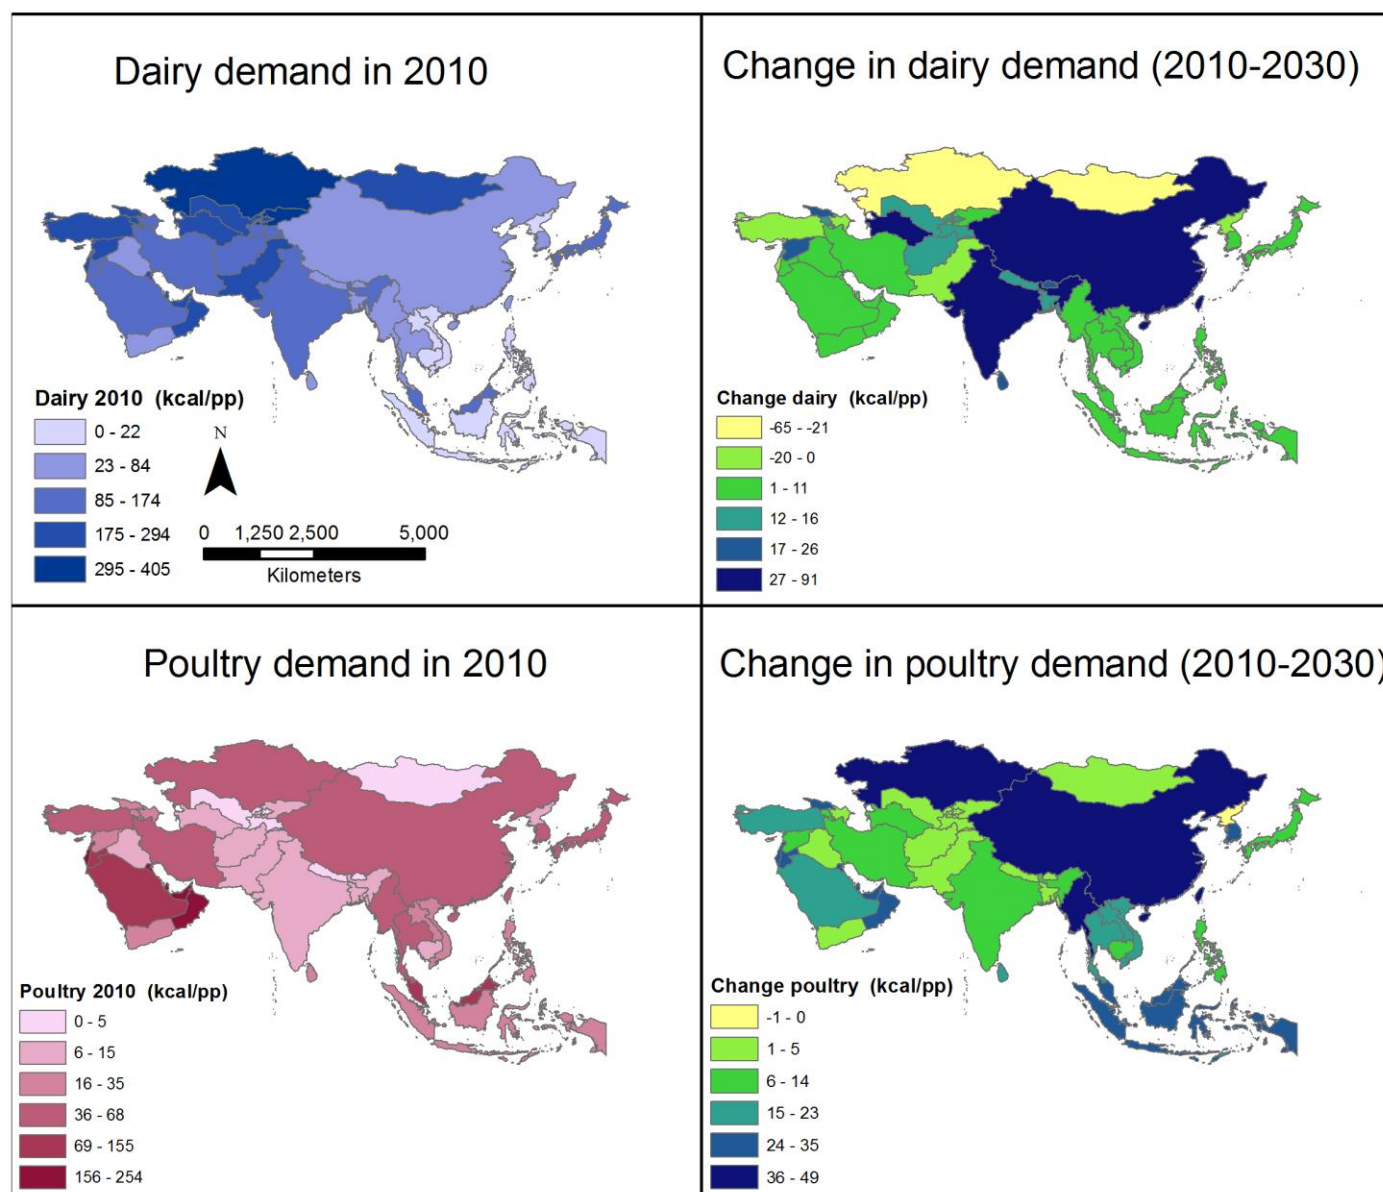 Dairy demand in 2010
Dairy 2010 (kcal/pp)
0 - 22
23 - 84
85 - 174
175 - 294
295 - 405
N
0 1,250 2,500 5,000
Kilometers
Change in dairy demand (2010-2030)
Change dairy (kcal/pp)
-65 - -21
-20 - 0
1 - 11
12 - 16
17 - 26
27 - 91
Poultry demand in 2010
Poultry 2010 (kcal/pp)
0 - 5
6 - 15
16 - 35
36 - 68
69 - 155
156 - 254
Change in poultry demand (2010-2030)
Change poultry (kcal/pp)
-1 - 0
1 - 5
6 - 14
15 - 23
24 - 35
36 - 49